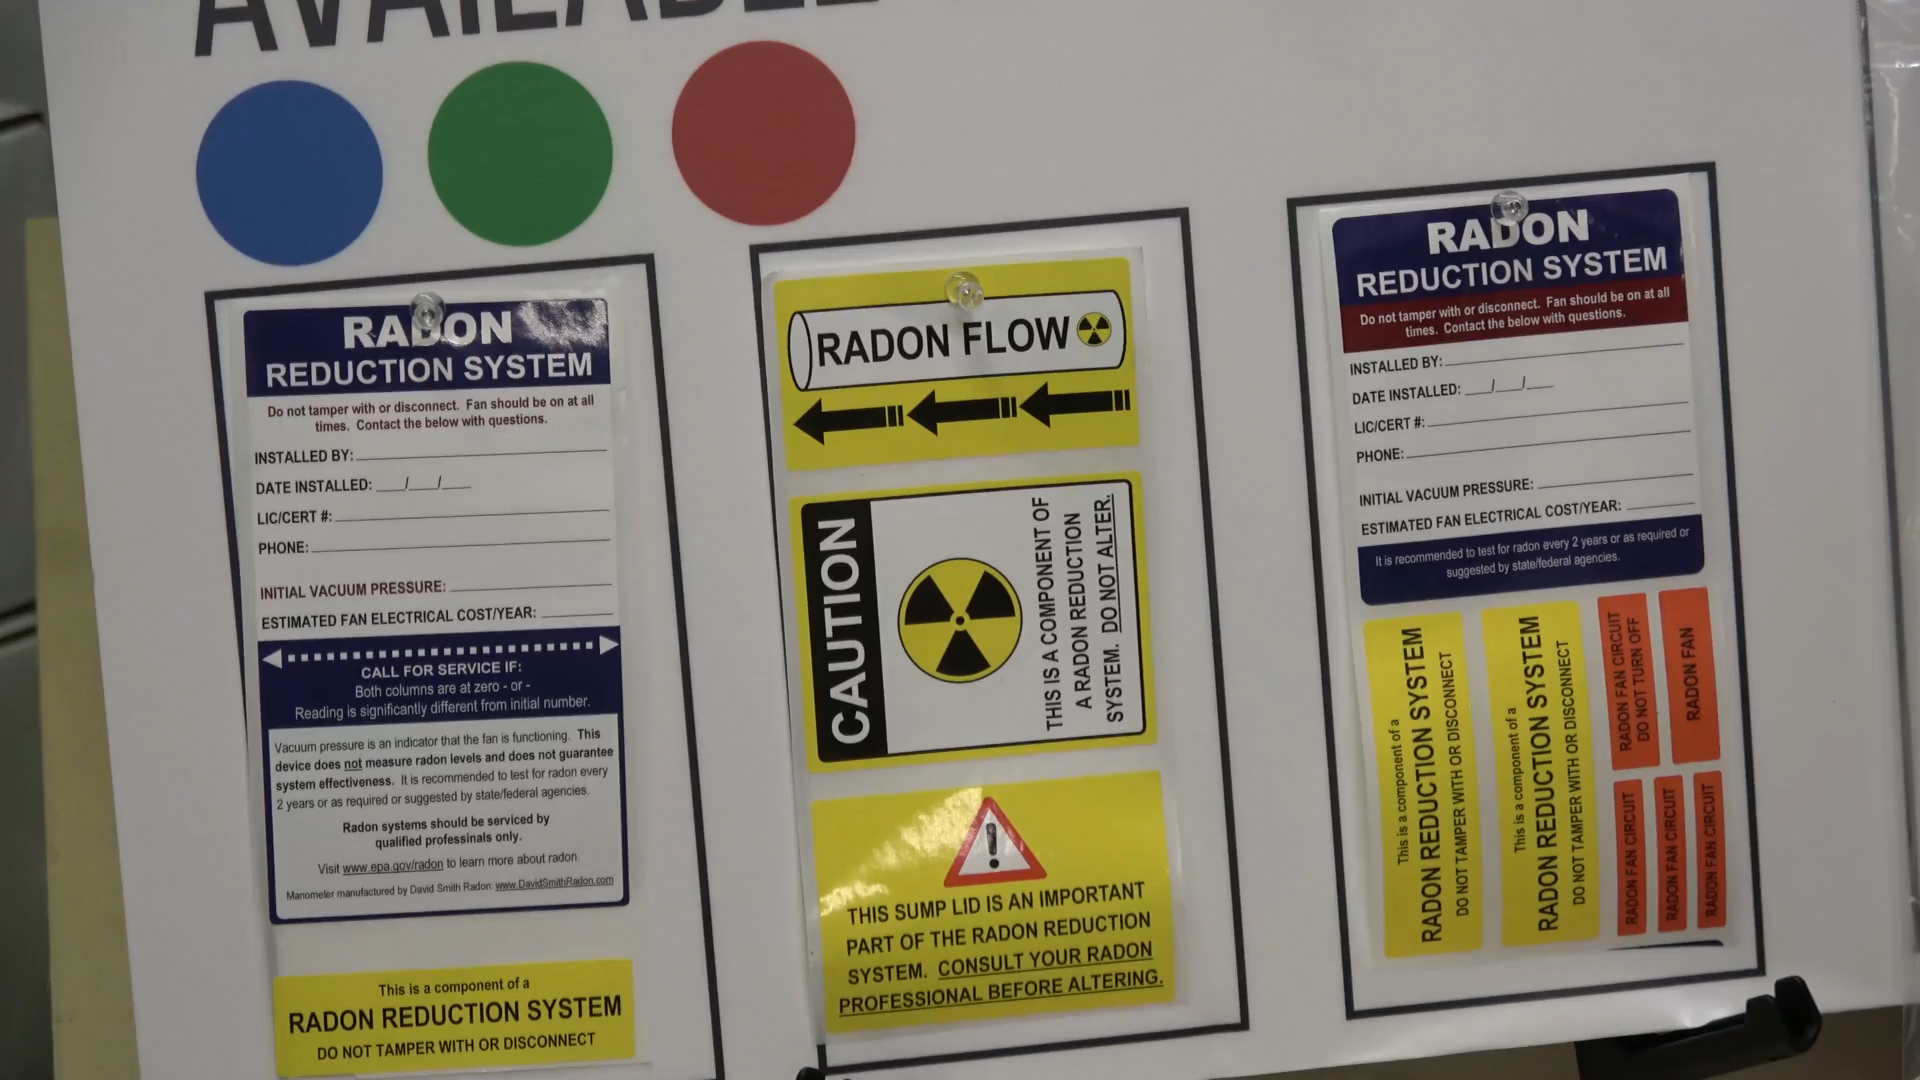 AVAILABLE
RADON
REDUCTION SYSTEM
Do not tamper with or disconnect. Fan should be on at all
times. Contact the below with questions.
INSTALLED BY:
DATE INSTALLED: ___/___/___
LIC/CERT #:
PHONE:
INITIAL VACUUM PRESSURE:
ESTIMATED FAN ELECTRICAL COST/YEAR:
CALL FOR SERVICE IF:
Both columns are at zero - or -
Reading is significantly different from initial number.
Vacuum pressure is an indicator that the fan is functioning. This
device does not measure radon levels and does not guarantee
system effectiveness. It is recommended to test for radon every
2 years or as required or suggested by state/federal agencies.
Radon systems should be serviced by
qualified professinals only.
Visit www.epa.gov/radon to learn more about radon.
Manometer manufactured by David Smith Radon www.DavidSmithRadon.com
This is a component of a
RADON REDUCTION SYSTEM
DO NOT TAMPER WITH OR DISCONNECT
RADON FLOW
CAUTION
THIS IS A COMPONENT OF
A RADON REDUCTION
SYSTEM. DO NOT ALTER.
THIS SUMP LID IS AN IMPORTANT
PART OF THE RADON REDUCTION
SYSTEM. CONSULT YOUR RADON
PROFESSIONAL BEFORE ALTERING.
RADON
REDUCTION SYSTEM
Do not tamper with or disconnect. Fan should be on at all
times. Contact the below with questions.
INSTALLED BY:
DATE INSTALLED: ___/___/___
LIC/CERT #:
PHONE:
INITIAL VACUUM PRESSURE:
ESTIMATED FAN ELECTRICAL COST/YEAR:
It is recommended to test for radon every 2 years or as required or
suggested by state/federal agencies.
This is a component of a
RADON REDUCTION SYSTEM
DO NOT TAMPER WITH OR DISCONNECT
This is a component of a
RADON REDUCTION SYSTEM
DO NOT TAMPER WITH OR DISCONNECT
RADON FAN CIRCUIT
DO NOT TURN OFF
RADON FAN
RADON FAN CIRCUIT
RADON FAN CIRCUIT
RADON FAN CIRCUIT